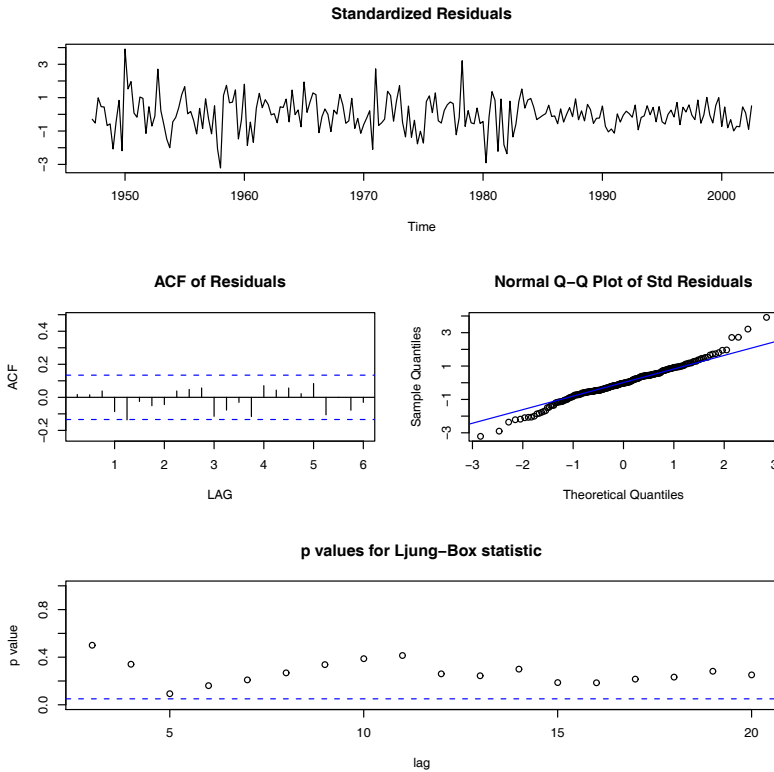 Standardized Residuals
3
1
−1
−3
1950 1960 1970 1980 1990 2000
Time
ACF of Residuals
ACF
0.4
0.2
0.0
−0.2
1 2 3 4 5 6
LAG
Normal Q−Q Plot of Std Residuals
Sample Quantiles
3
1
−1
−3
−3 −2 −1 0 1 2 3
Theoretical Quantiles
p values for Ljung−Box statistic
p value
0.8
0.4
0.0
5 10 15 20
lag